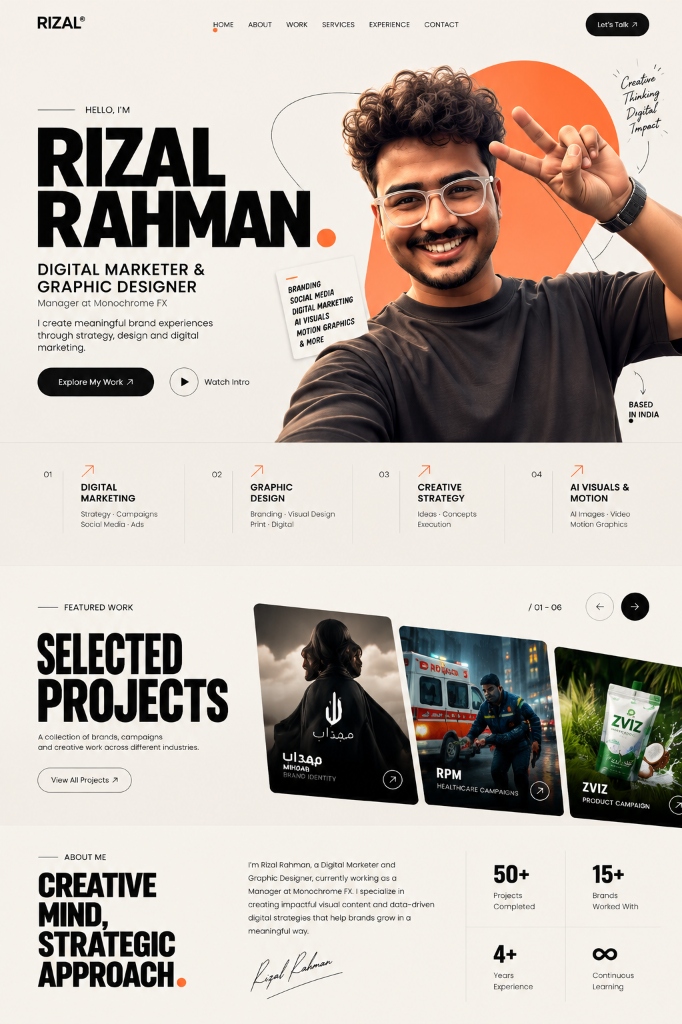 RIZAL®
HOME
ABOUT
WORK
SERVICES
EXPERIENCE
CONTACT
Let's Talk ↗
Creative
Thinking
Digital
Impact
HELLO, I'M
RIZAL
RAHMAN.
DIGITAL MARKETER &
GRAPHIC DESIGNER
Manager at Monochrome FX
I create meaningful brand experiences
through strategy, design and digital
marketing.
Explore My Work ↗
Watch Intro
BRANDING
SOCIAL MEDIA
DIGITAL MARKETING
AI VISUALS
MOTION GRAPHICS
& MORE
BASED
IN INDIA
01
DIGITAL
MARKETING
Strategy · Campaigns
Social Media · Ads
02
GRAPHIC
DESIGN
Branding · Visual Design
Print · Digital
03
CREATIVE
STRATEGY
Ideas · Concepts
Execution
04
AI VISUALS &
MOTION
AI Images · Video
Motion Graphics
FEATURED WORK
/ 01 - 06
SELECTED
PROJECTS
A collection of brands, campaigns
and creative work across different industries.
View All Projects ↗
MIHDAB
BRAND IDENTITY
RPM
HEALTHCARE CAMPAIGNS
ZVIZ
ZVIZ
PRODUCT CAMPAIGN
ABOUT ME
CREATIVE
MIND,
STRATEGIC
APPROACH.
I'm Rizal Rahman, a Digital Marketer and
Graphic Designer, currently working as a
Manager at Monochrome FX. I specialize in
creating impactful visual content and data-driven
digital strategies that help brands grow in a
meaningful way.
Rizal Rahman
50+
Projects
Completed
15+
Brands
Worked With
4+
Years
Experience
∞
Continuous
Learning